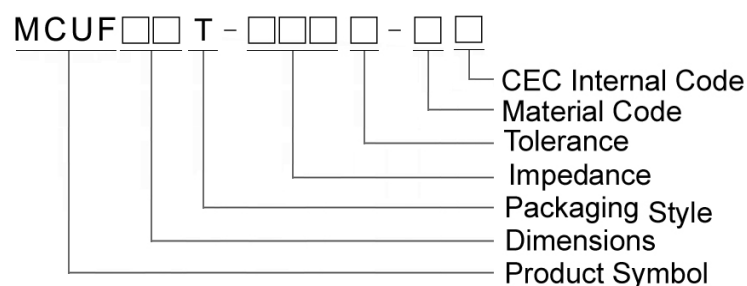 MCUF□□ T - □□□ □ - □ □
CEC Internal Code
Material Code
Tolerance
Impedance
Packaging Style
Dimensions
Product Symbol